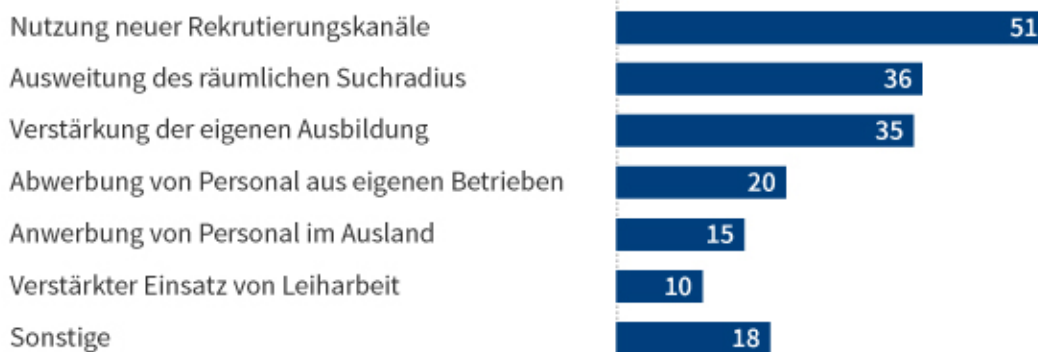 Nutzung neuer Rekrutierungskanäle 51
Ausweitung des räumlichen Suchradius 36
Verstärkung der eigenen Ausbildung 35
Abwerbung von Personal aus eigenen Betrieben 20
Anwerbung von Personal im Ausland 15
Verstärkter Einsatz von Leiharbeit 10
Sonstige 18